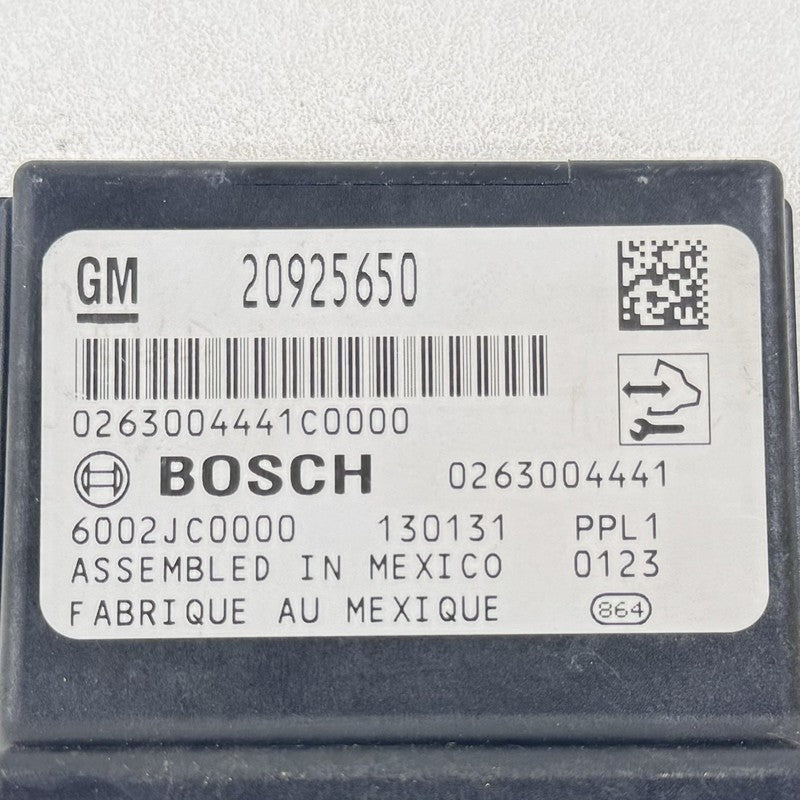 GM 20925650
0263004441C0000
BOSCH 0263004441
6002JC0000 130131 PPL1
ASSEMBLED IN MEXICO 0123
FABRIQUE AU MEXIQUE 864